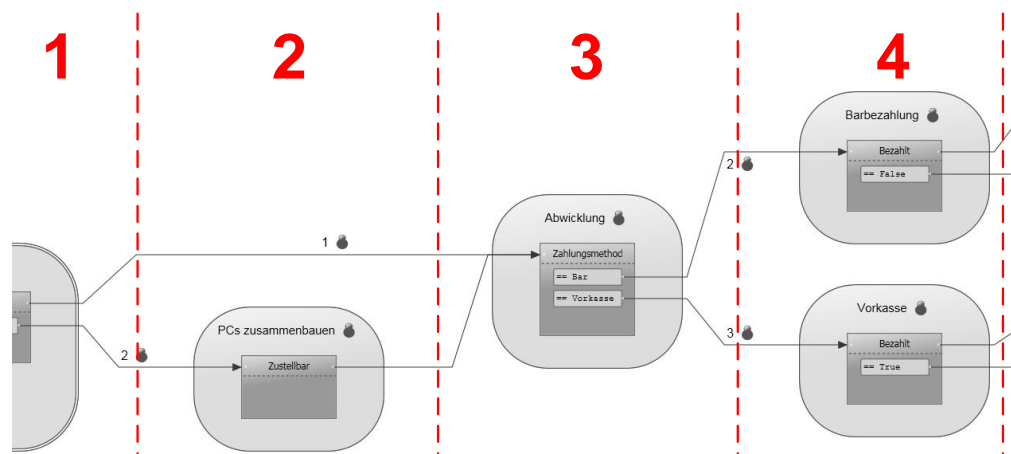 1
2
3
4
Barbezahlung
Bezahlt
== False
2
Abwicklung
Zahlungsmethod
== Bar
== Vorkasse
1
3
Vorkasse
Bezahlt
== True
PCs zusammenbauen
Zustellbar
2